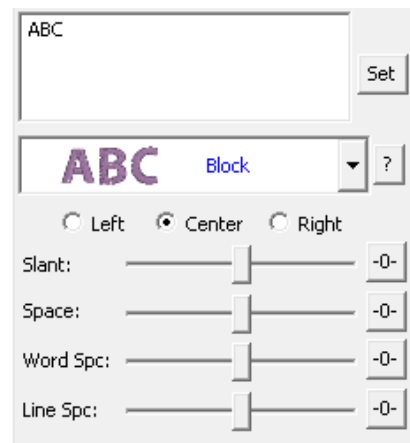 ABC
Set
ABC Block ?
Left Center Right
Slant: -0-
Space: -0-
Word Spc: -0-
Line Spc: -0-